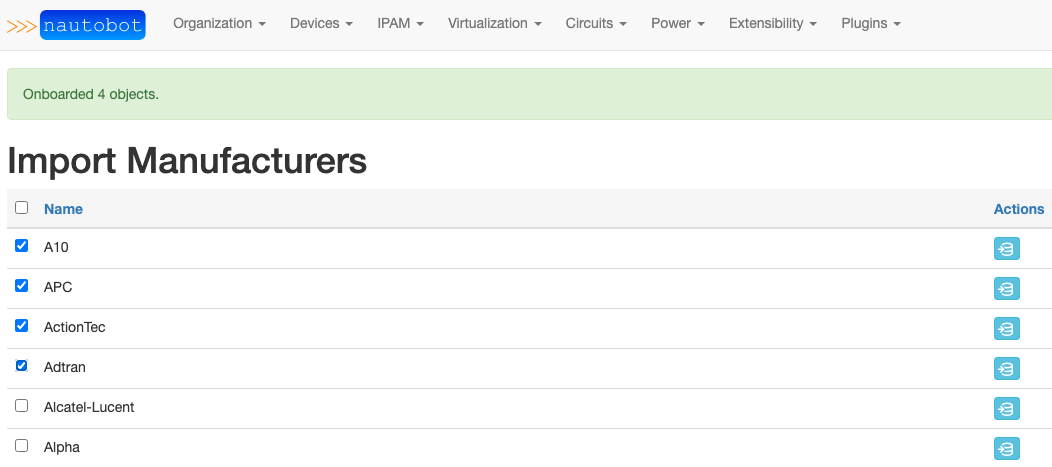 >>> nautobot Organization Devices IPAM Virtualization Circuits Power Extensibility Plugins
Onboarded 4 objects.
Import Manufacturers
Name Actions
A10
APC
ActionTec
Adtran
Alcatel-Lucent
Alpha